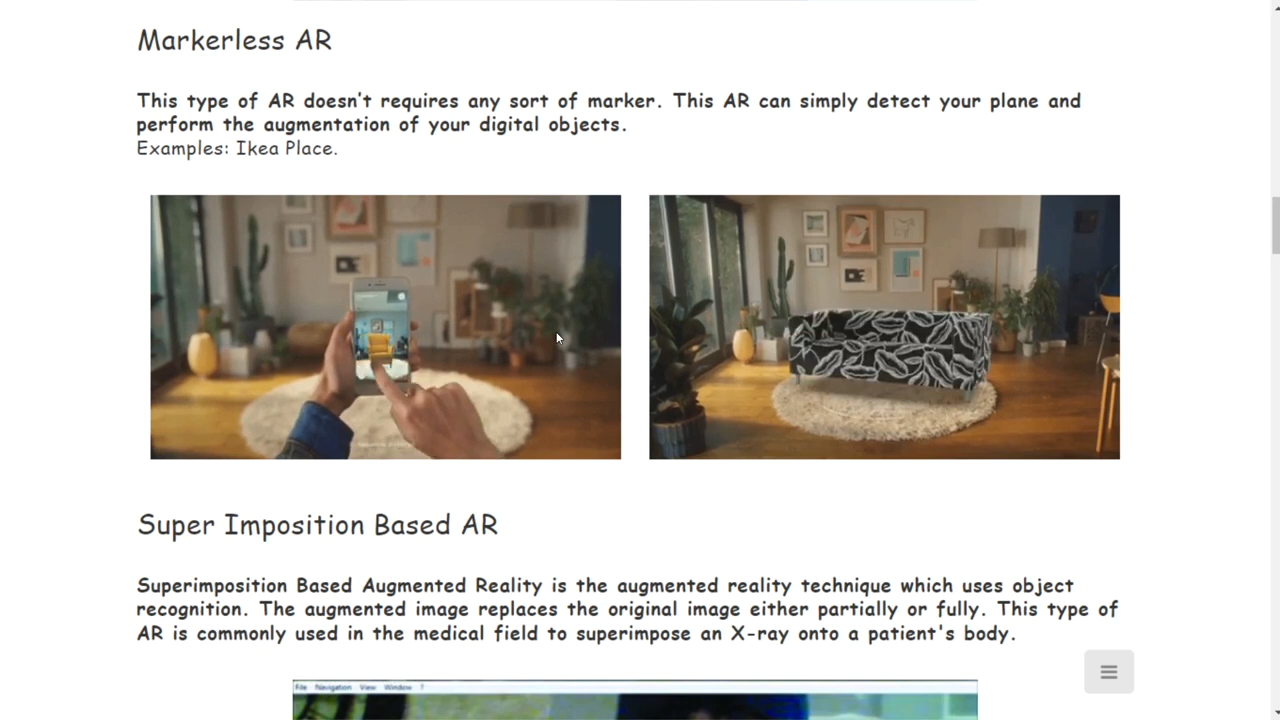 Markerless AR
This type of AR doesn't requires any sort of marker. This AR can simply detect your plane and
perform the augmentation of your digital objects.
Examples: Ikea Place.
Super Imposition Based AR
Superimposition Based Augmented Reality is the augmented reality technique which uses object
recognition. The augmented image replaces the original image either partially or fully. This type of
AR is commonly used in the medical field to superimpose an X-ray onto a patient's body.
File Navigation View Window ?